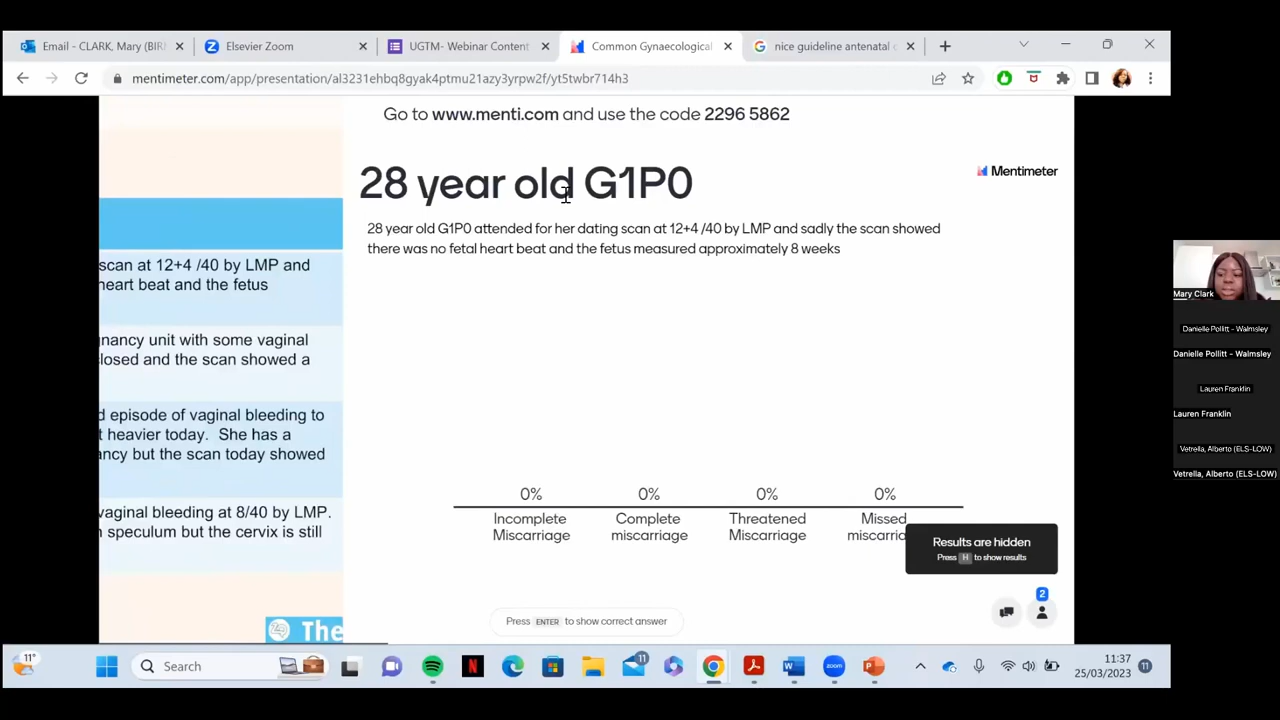 Email - CLARK, Mary (BIR
Elsevier Zoom
UGTM- Webinar Content
Common Gynaecological
nice guideline antenatal c
mentimeter.com/app/presentation/al3231ehbq8gyak4ptmu21azy3yrpw2f/yt5twbr714h3
Go to www.menti.com and use the code 2296 5862
Mentimeter
28 year old G1P0
28 year old G1P0 attended for her dating scan at 12+4 /40 by LMP and sadly the scan showed
there was no fetal heart beat and the fetus measured approximately 8 weeks
scan at 12+4 /40 by LMP and
heart beat and the fetus
gnancy unit with some vaginal
losed and the scan showed a
d episode of vaginal bleeding to
t heavier today. She has a
ancy but the scan today showed
vaginal bleeding at 8/40 by LMP.
speculum but the cervix is still
The
0%
Incomplete
Miscarriage
0%
Complete
miscarriage
0%
Threatened
Miscarriage
0%
Missed
miscarria
Results are hidden
Press H to show results
2
Press ENTER to show correct answer
Mary Clark
Danielle Pollitt - Walmsley
Danielle Pollitt - Walmsley
Lauren Franklin
Lauren Franklin
Vetrella, Alberto (ELS-LOW)
Vetrella, Alberto (ELS-LOW)
11°
Search
11
zoom
11:37
25/03/2023
11